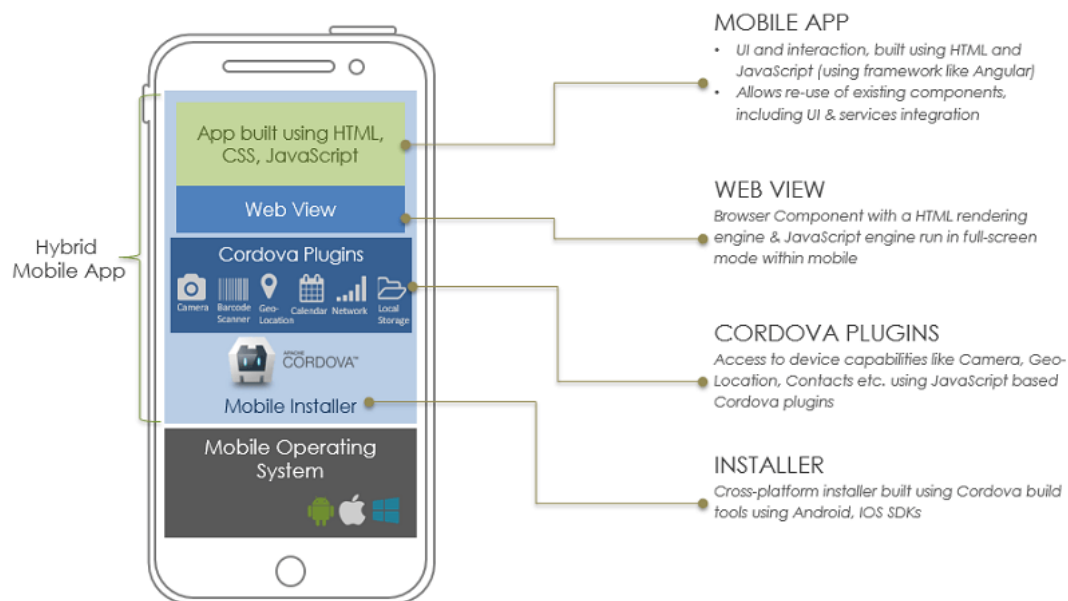 Hybrid
Mobile App
App built using HTML,
CSS, JavaScript
Web View
Cordova Plugins
Camera
Barcode
Scanner
Geo-
Location
Calendar
Network
Local
Storage
APACHE
CORDOVA™
Mobile Installer
Mobile Operating
System
MOBILE APP
• UI and interaction, built using HTML and
JavaScript (using framework like Angular)
• Allows re-use of existing components,
including UI & services integration
WEB VIEW
Browser Component with a HTML rendering
engine & JavaScript engine run in full-screen
mode within mobile
CORDOVA PLUGINS
Access to device capabilities like Camera, Geo-
Location, Contacts etc. using JavaScript based
Cordova plugins
INSTALLER
Cross-platform installer built using Cordova build
tools using Android, IOS SDKs